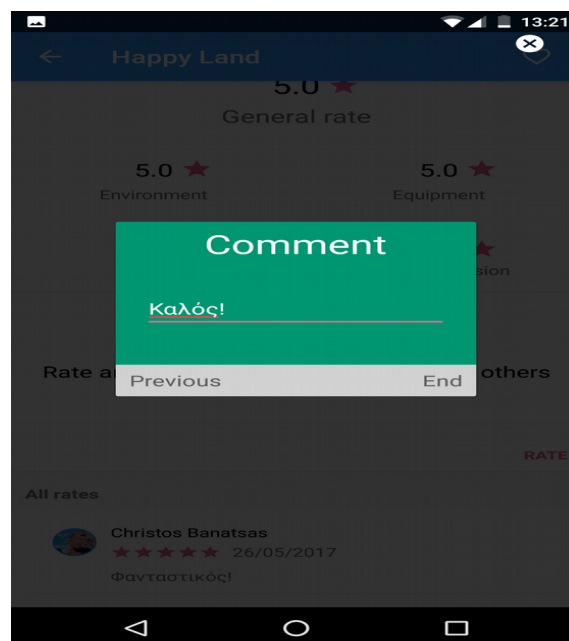 13:21
Happy Land
5.0
General rate
5.0 5.0
Environment Equipment
Comment
sion
Καλός!
Rate a others
Previous End
RATE
All rates
Christos Banatsas
26/05/2017
Φανταστικός!